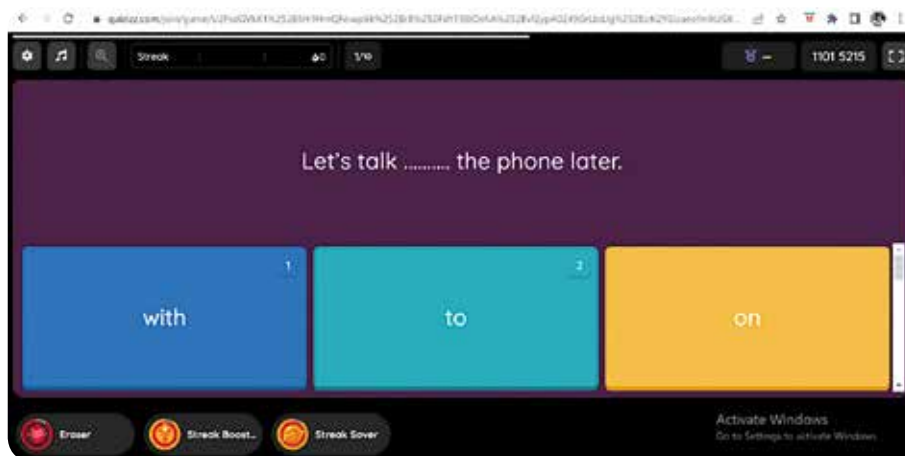 Streak
1/10
1101 5215
Let's talk .......... the phone later.
1
with
2
to
on
Eraser
Streak Boost...
Streak Saver
Activate Windows
Go to Settings to activate Windows.